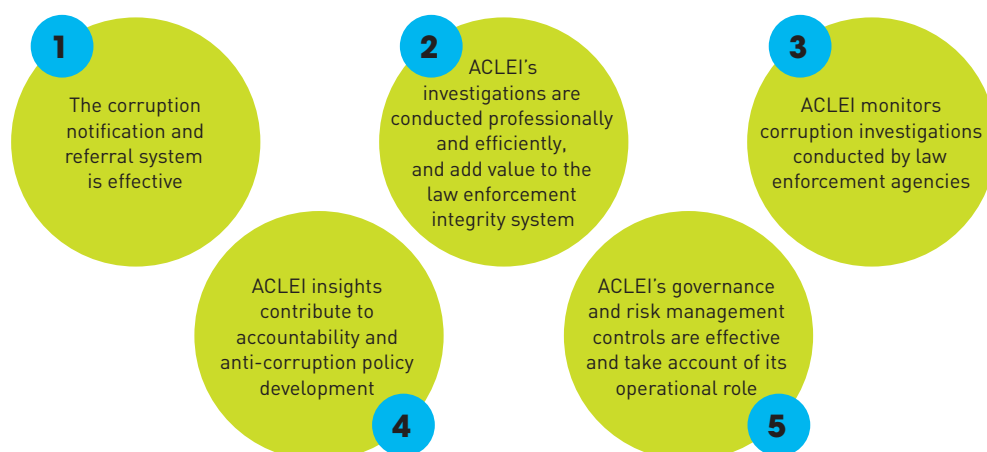 1
The corruption
notification and
referral system
is effective
2
ACLEI’s
investigations are
conducted professionally
and efficiently,
and add value to the
law enforcement
integrity system
3
ACLEI monitors
corruption investigations
conducted by law
enforcement agencies
ACLEI insights
contribute to
accountability and
anti-corruption policy
development
4
ACLEI’s governance
and risk management
controls are effective
and take account of its
operational role
5